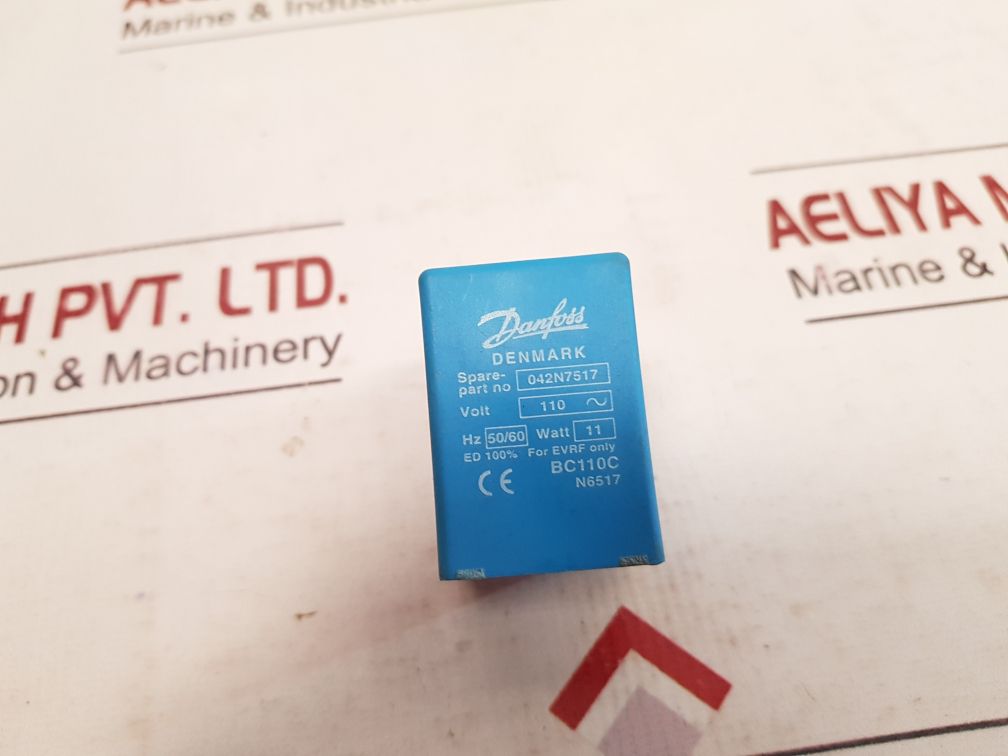 Marine & Industria
H PVT. LTD.
on & Machinery
AELIYA M
Marine &
Danfoss
DENMARK
Spare-part no 042N7517
Volt 110 ~
Hz 50/60 Watt 11
ED 100% For EVRF only
BC110C
CE N6517